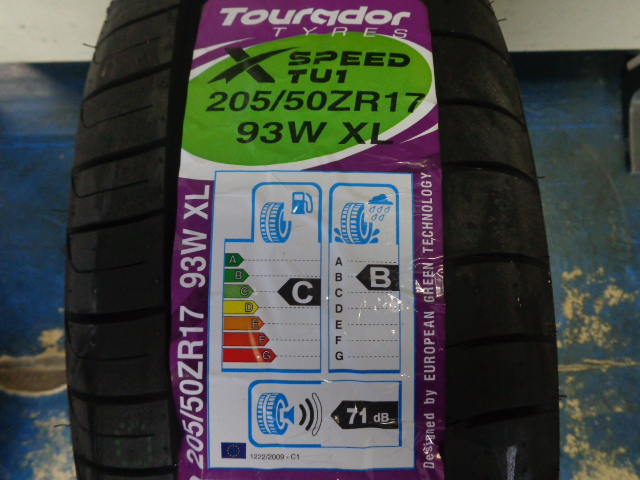 Tourador
TYRES
X SPEED
TU1
205/50ZR17
93W XL
205/50ZR17 93W XL
A
B
C
D
E
F
G
C
A
B
C
D
E
F
G
B
71 dB
1222/2009 - C1
Designed by EUROPEAN GREEN TECHNOLOGY